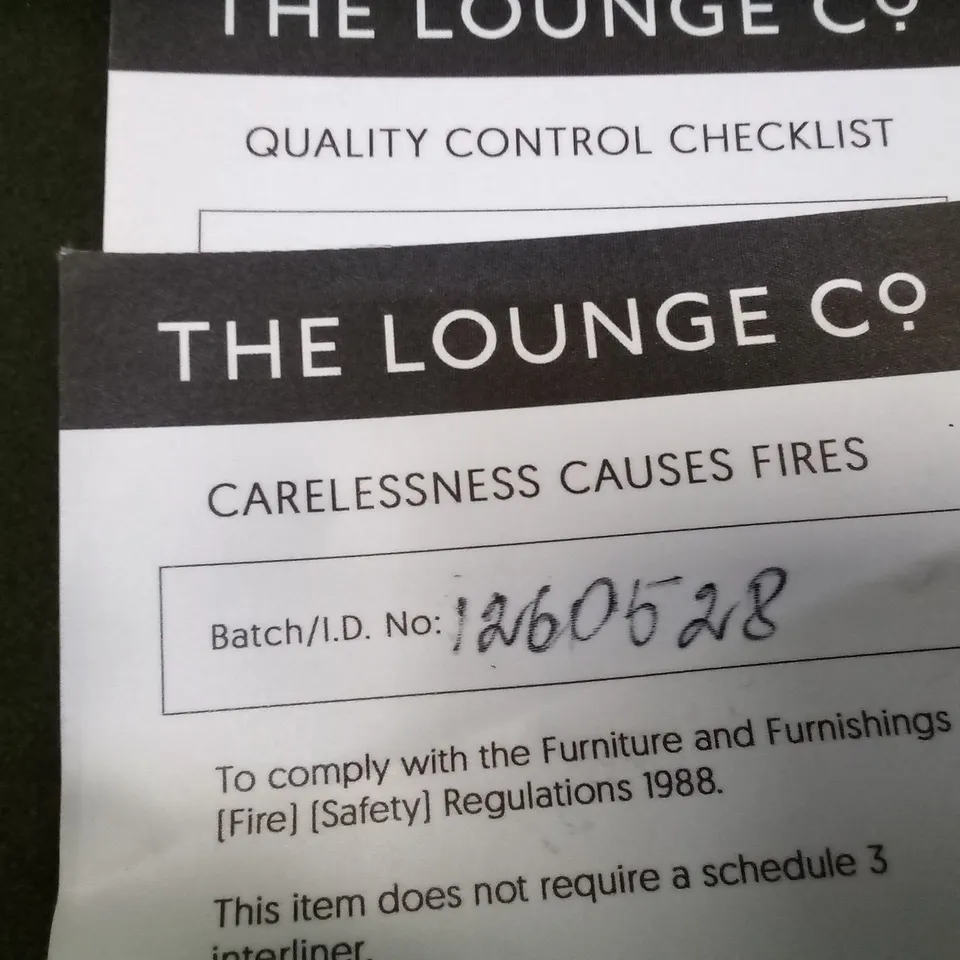 THE LOUNGE Co
QUALITY CONTROL CHECKLIST
THE LOUNGE Co
CARELESSNESS CAUSES FIRES
Batch/I.D. No: 1260528
To comply with the Furniture and Furnishings
[Fire] [Safety] Regulations 1988.
This item does not require a schedule 3
interliner.